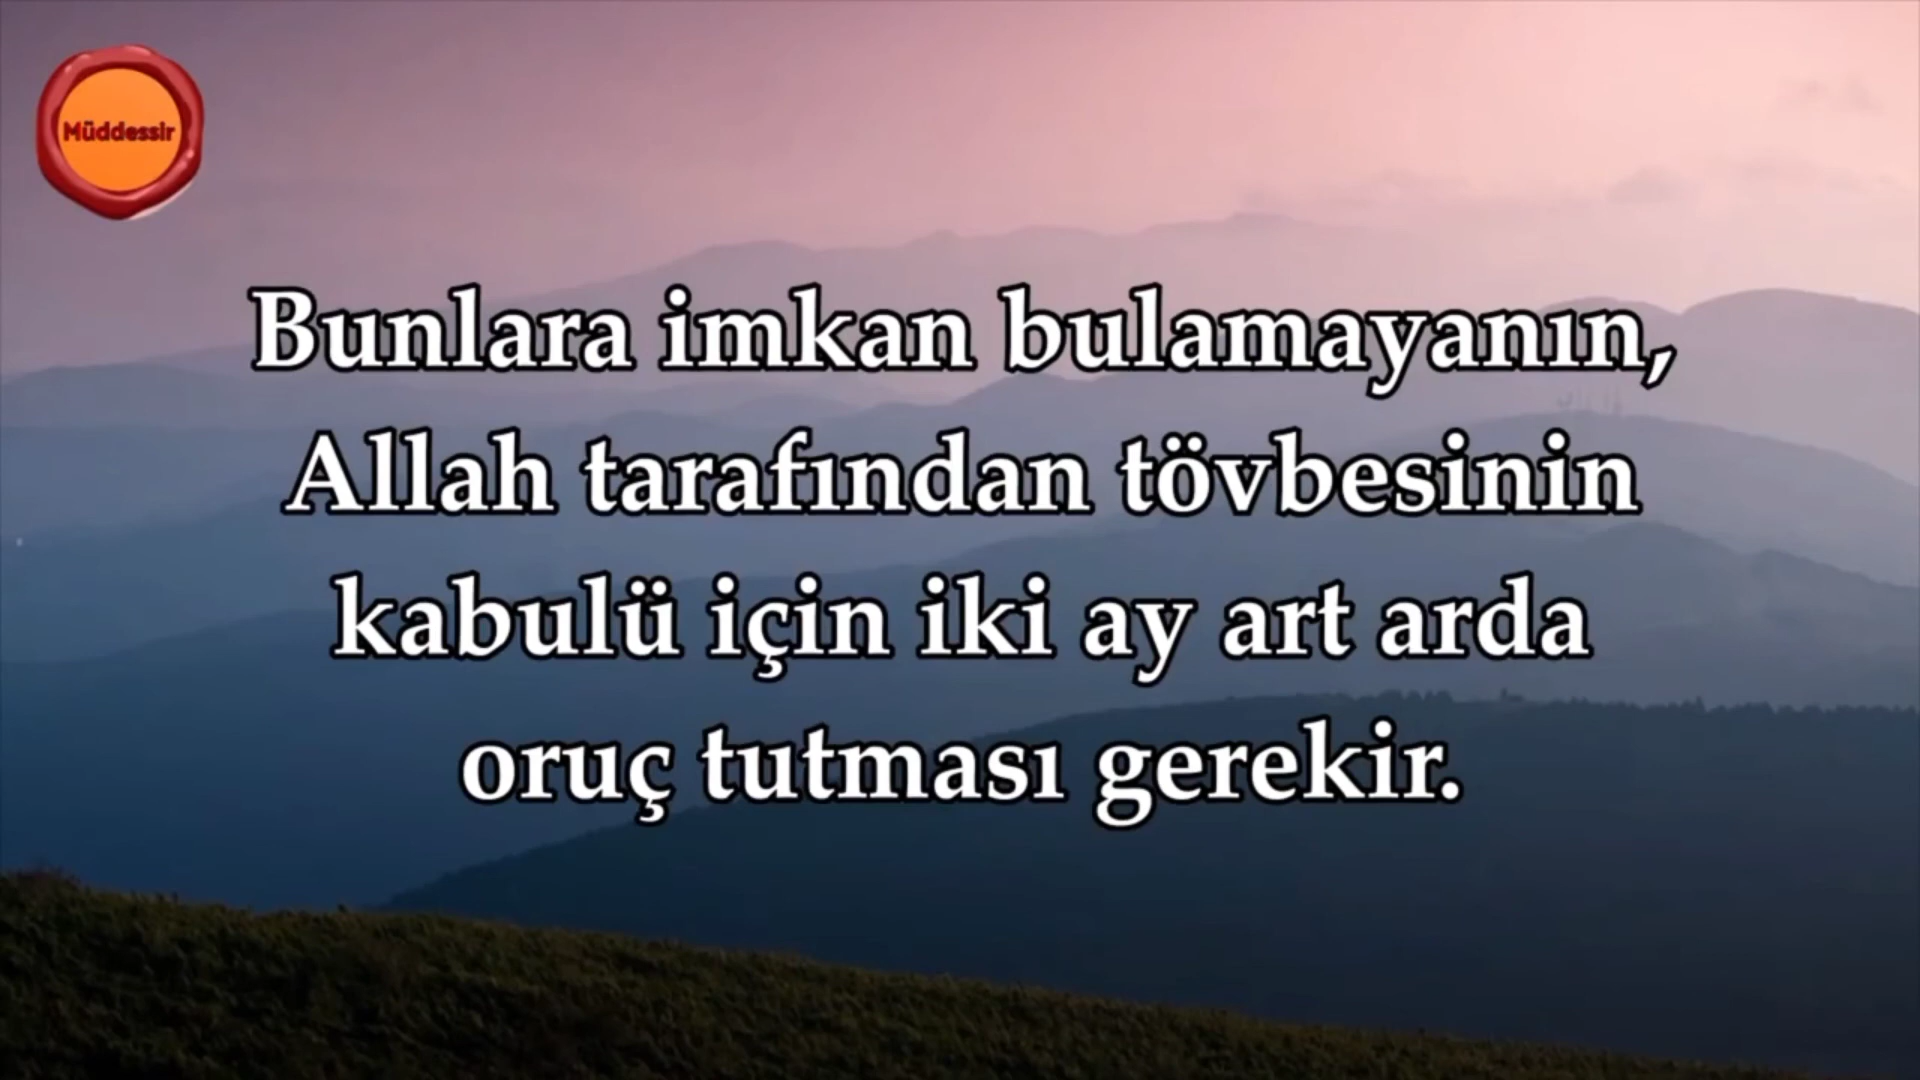 Müddessir
Bunlara imkan bulamayanın,
Allah tarafından tövbesinin
kabulü için iki ay art arda
oruç tutması gerekir.